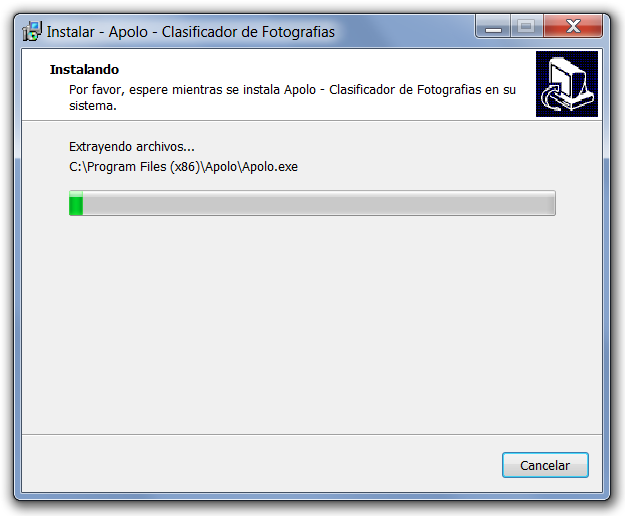 Instalar - Apolo - Clasificador de Fotografias
Instalando
Por favor, espere mientras se instala Apolo - Clasificador de Fotografias en su
sistema.
Extrayendo archivos...
C:\Program Files (x86)\Apolo\Apolo.exe
Cancelar